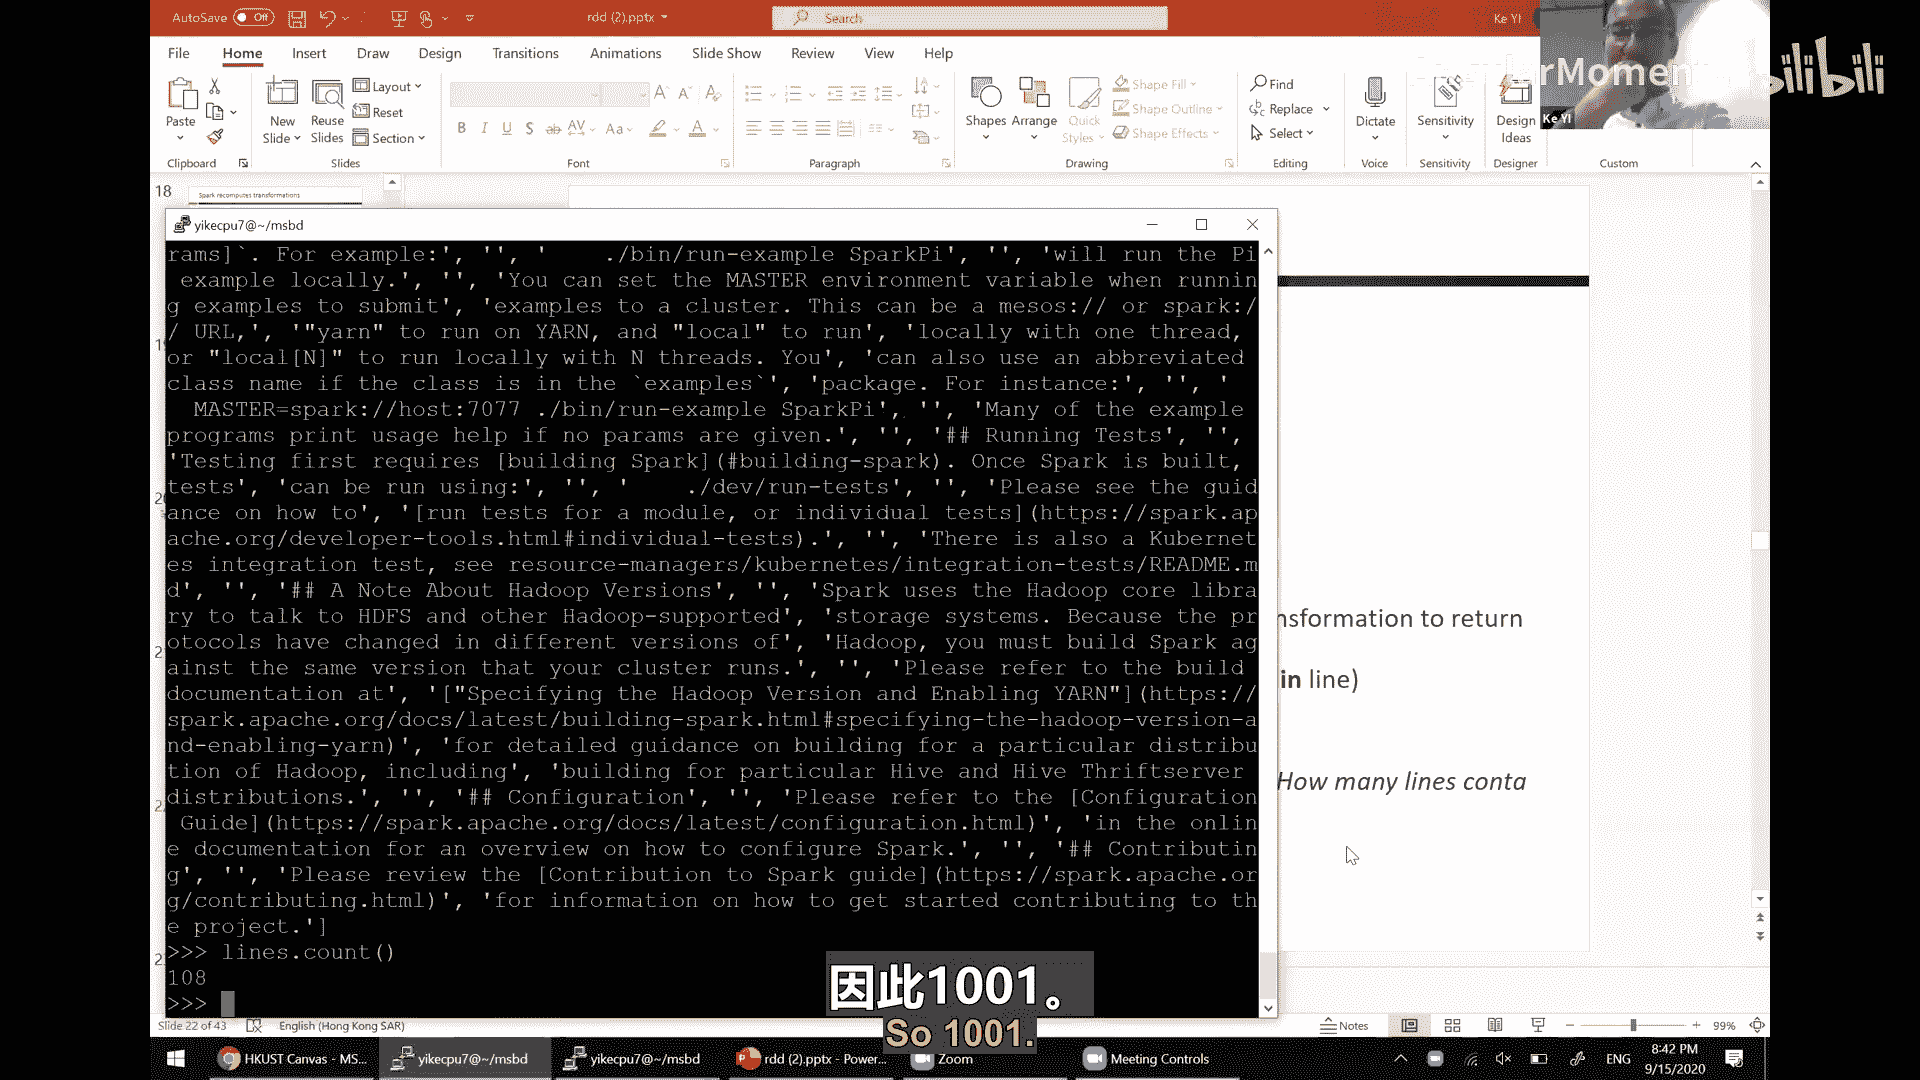 AutoSave Off rdd (2).pptx Search Ke YI
bilibili
File Home Insert Draw Design Transitions Animations Slide Show Review View Help
Paste New Slide Reuse Slides Layout Reset Section
B I U S ab AV Aa A
Shapes Arrange Quick Styles Shape Fill Shape Outline Shape Effects
Find Replace Select
Dictate Sensitivity Design Ideas
Ke YI
Clipboard Slides Font Paragraph Drawing Editing Voice Sensitivity Designer Custom
18 Spark recomputes transformations
yikecpu7@~/msbd
rams]`. For example:', '', '    ./bin/run-example SparkPi', '', 'will run the Pi
 example locally.', '', 'You can set the MASTER environment variable when runnin
g examples to submit', 'examples to a cluster. This can be a mesos:// or spark:/
/ URL,', '"yarn" to run on YARN, and "local" to run', 'locally with one thread,
or "local[N]" to run locally with N threads. You', 'can also use an abbreviated
class name if the class is in the `examples`', 'package. For instance:', '', '
  MASTER=spark://host:7077 ./bin/run-example SparkPi', '', 'Many of the example
programs print usage help if no params are given.', '', '## Running Tests', '',
'Testing first requires [building Spark](#building-spark). Once Spark is built,
tests', 'can be run using:', '', '    ./dev/run-tests', '', 'Please see the guid
ance on how to', '[run tests for a module, or individual tests](https://spark.ap
ache.org/developer-tools.html#individual-tests).', '', 'There is also a Kubernet
es integration test, see resource-managers/kubernetes/integration-tests/README.m
d', '', '## A Note About Hadoop Versions', '', 'Spark uses the Hadoop core libra
ry to talk to HDFS and other Hadoop-supported', 'storage systems. Because the pr
otocols have changed in different versions of', 'Hadoop, you must build Spark ag
ainst the same version that your cluster runs.', '', 'Please refer to the build
documentation at', '["Specifying the Hadoop Version and Enabling YARN"](https://
spark.apache.org/docs/latest/building-spark.html#specifying-the-hadoop-version-a
nd-enabling-yarn)', 'for detailed guidance on building for a particular distribu
tion of Hadoop, including', 'building for particular Hive and Hive Thriftserver
distributions.', '', '## Configuration', '', 'Please refer to the [Configuration
 Guide](https://spark.apache.org/docs/latest/configuration.html)', 'in the onlin
e documentation for an overview on how to configure Spark.', '', '## Contributin
g', '', 'Please review the [Contribution to Spark guide](https://spark.apache.or
g/contributing.html)', 'for information on how to get started contributing to th
e project.']
>>> lines.count()
108
>>>
nsformation to return
in line)
How many lines conta
因此1001。
So 1001.
Slide 22 of 43 English (Hong Kong SAR) Notes 99%
HKUST Canvas - MS... yikecpu7@~/msbd yikecpu7@~/msbd rdd (2).pptx - Power... Zoom Meeting Controls ENG 8:42 PM
9/15/2020